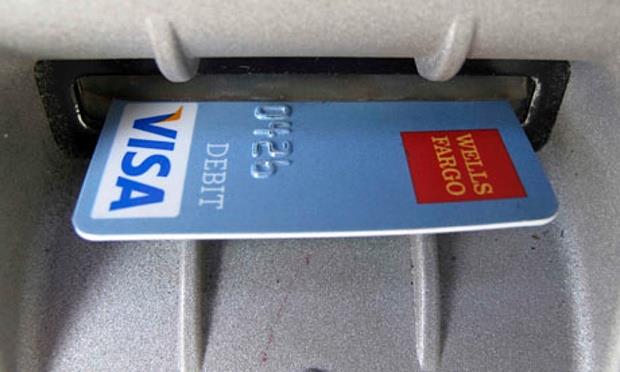 VISA
DEBIT
0426
WELLS
FARGO